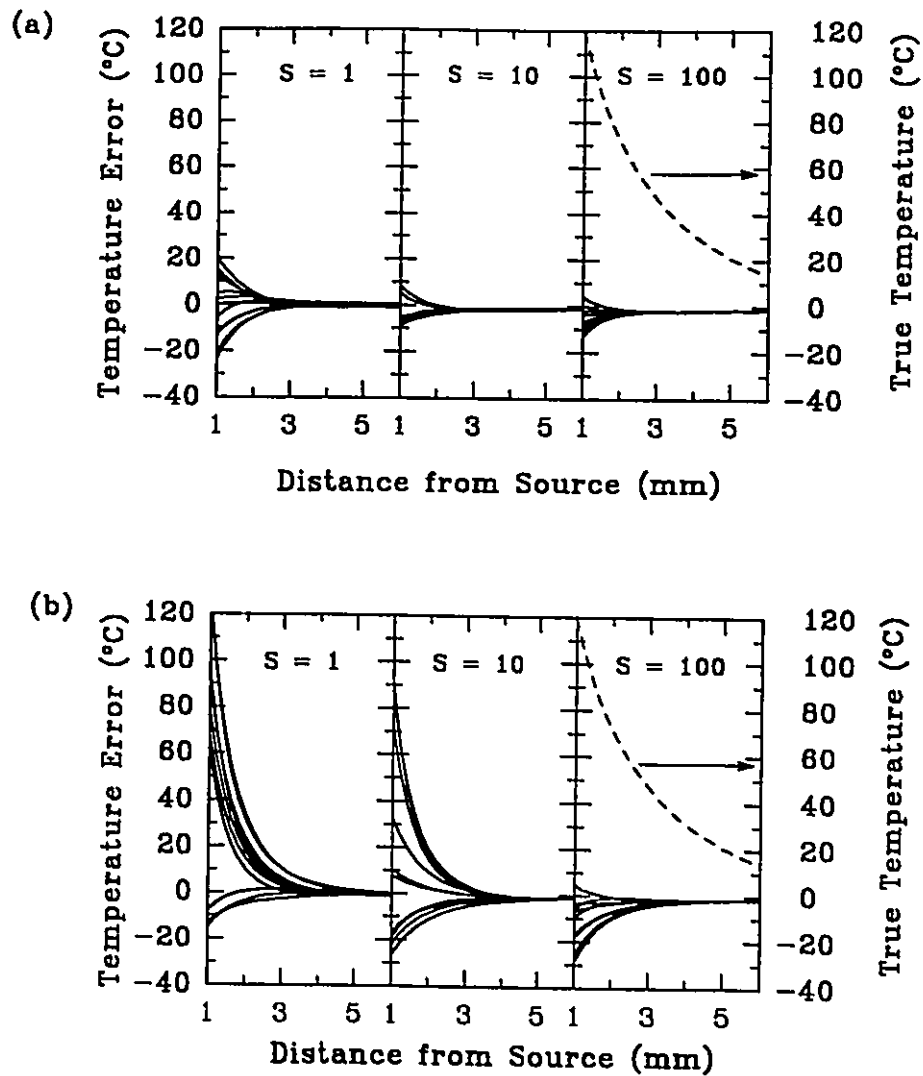 (a)
Temperature Error (°C)
120
100
80
60
40
20
0
−20
−40
S = 1
S = 10
S = 100
120
100
80
60
40
20
0
−20
−40
True Temperature (°C)
1 3 5 1 3 5 1 3 5
Distance from Source (mm)
(b)
Temperature Error (°C)
120
100
80
60
40
20
0
−20
−40
S = 1
S = 10
S = 100
120
100
80
60
40
20
0
−20
−40
True Temperature (°C)
1 3 5 1 3 5 1 3 5
Distance from Source (mm)